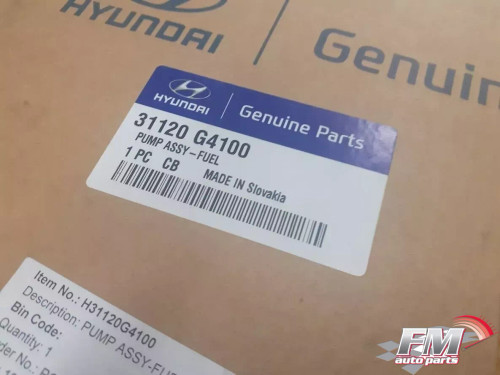 HYUNDAI | Genuin
HYUNDAI | Genuine Parts
31120 G4100
PUMP ASSY-FUEL
1 PC CB MADE IN Slovakia
Item No.: H31120G4100
Description: PUMP ASSY-FUEL
Bin Code:
Quantity: 1
FM
auto parts